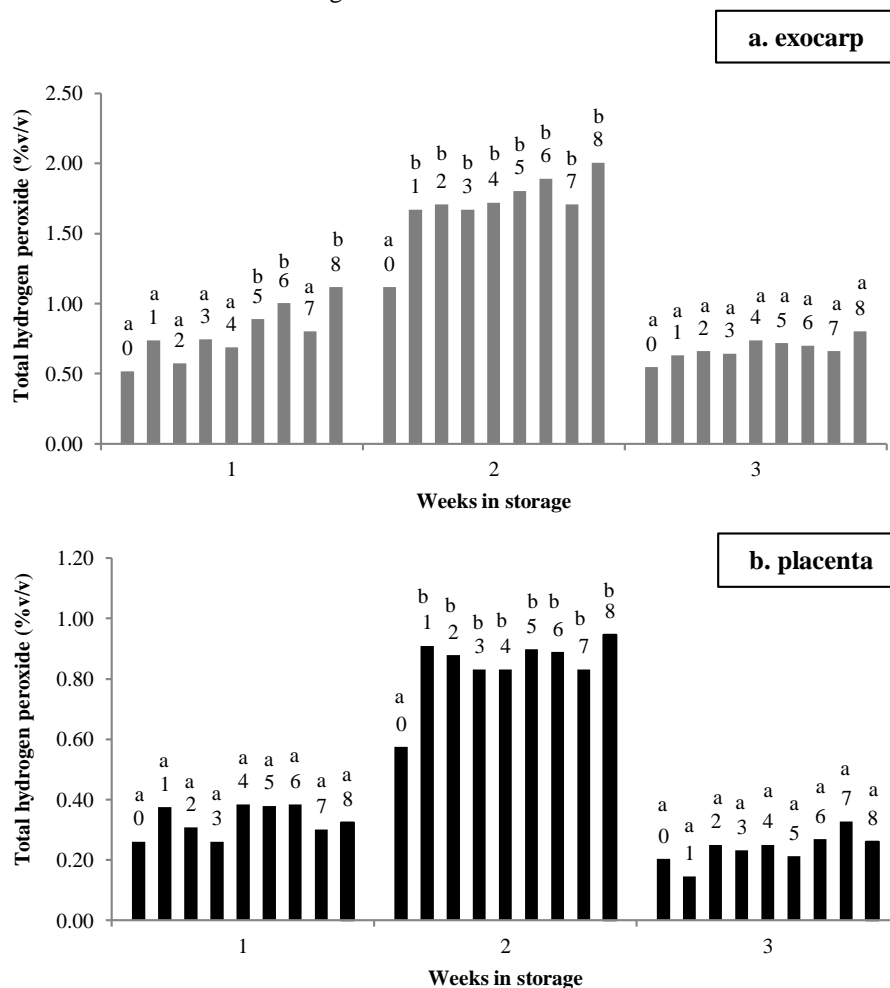 a. exocarp
Total hydrogen peroxide (%v/v)
2.50
2.00
1.50
1.00
0.50
0.00
a a a a a b b a b
0 1 2 3 4 5 6 7 8
a b b b b b b b b
0 1 2 3 4 5 6 7 8
a a a a a a a a a
0 1 2 3 4 5 6 7 8
1 2 3
Weeks in storage
b. placenta
Total hydrogen peroxide (%v/v)
1.20
1.00
0.80
0.60
0.40
0.20
0.00
a a a a a a a a a
0 1 2 3 4 5 6 7 8
a b b b b b b b b
0 1 2 3 4 5 6 7 8
a a a a a a a a a
0 1 2 3 4 5 6 7 8
1 2 3
Weeks in storage